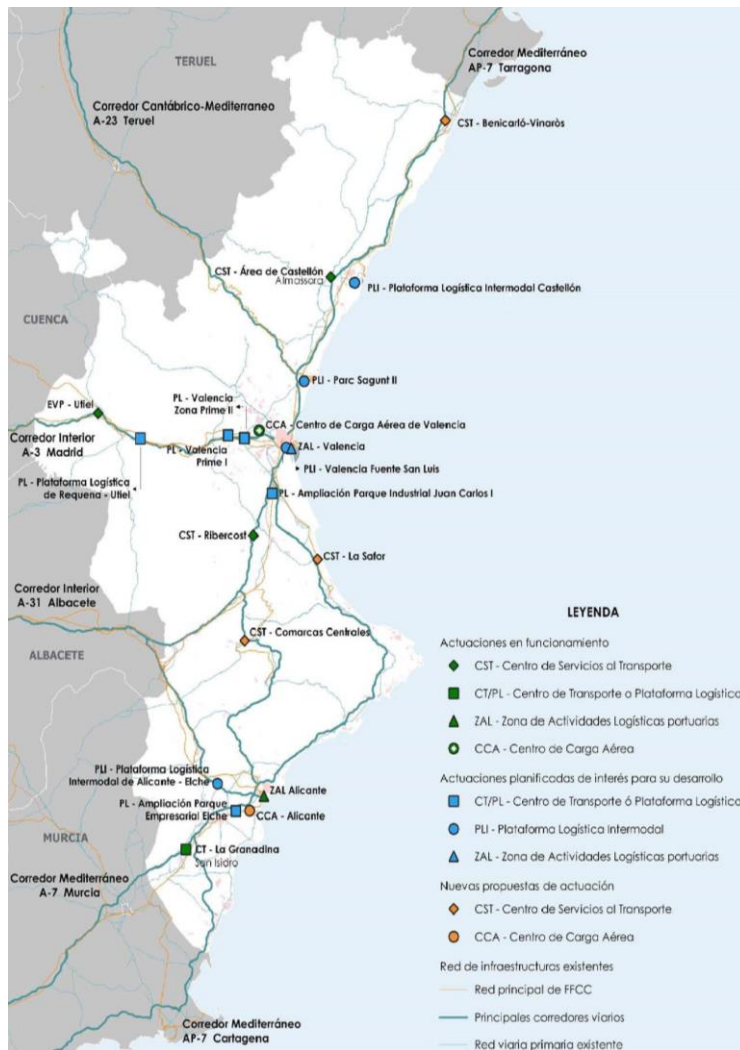 TERUEL
Corredor Mediterráneo
AP-7 Tarragona
Corredor Cantábrico-Mediterraneo
A-23 Teruel
CST - Benicarló-Vinaròs
CST - Área de Castellón
Almassora
PLI - Plataforma Logística Intermodal Castellón
CUENCA
PLI - Parc Sagunt II
EVP - Utiel
PL - Valencia
Zona Prime II
CCA - Centro de Carga Aérea de Valencia
Corredor Interior
A-3 Madrid
PL - Valencia
Prime I
ZAL - Valencia
PLI - Valencia Fuente San Luis
PL - Plataforma Logística
de Requena - Utiel
PL - Ampliación Parque Industrial Juan Carlos I
CST - Ribercost
CST - La Safor
Corredor Interior
A-31 Albacete
CST - Comarcas Centrales
ALBACETE
PLI - Plataforma Logística
Intermodal de Alicante - Elche
ZAL Alicante
PL - Ampliación Parque
Empresarial Elche
CCA - Alicante
MURCIA
CT - La Granadina
San Isidro
Corredor Mediterráneo
A-7 Murcia
Corredor Mediterráneo
AP-7 Cartagena
LEYENDA
Actuaciones en funcionamiento
CST - Centro de Servicios al Transporte
CT/PL - Centro de Transporte o Plataforma Logística
ZAL - Zona de Actividades Logísticas portuarias
CCA - Centro de Carga Aérea
Actuaciones planificadas de interés para su desarrollo
CT/PL - Centro de Transporte ó Plataforma Logística
PLI - Plataforma Logística Intermodal
ZAL - Zona de Actividades Logísticas portuarias
Nuevas propuestas de actuación
CST - Centro de Servicios al Transporte
CCA - Centro de Carga Aérea
Red de infraestructuras existentes
Red principal de FFCC
Principales corredores viarios
Red viaria primaria existente